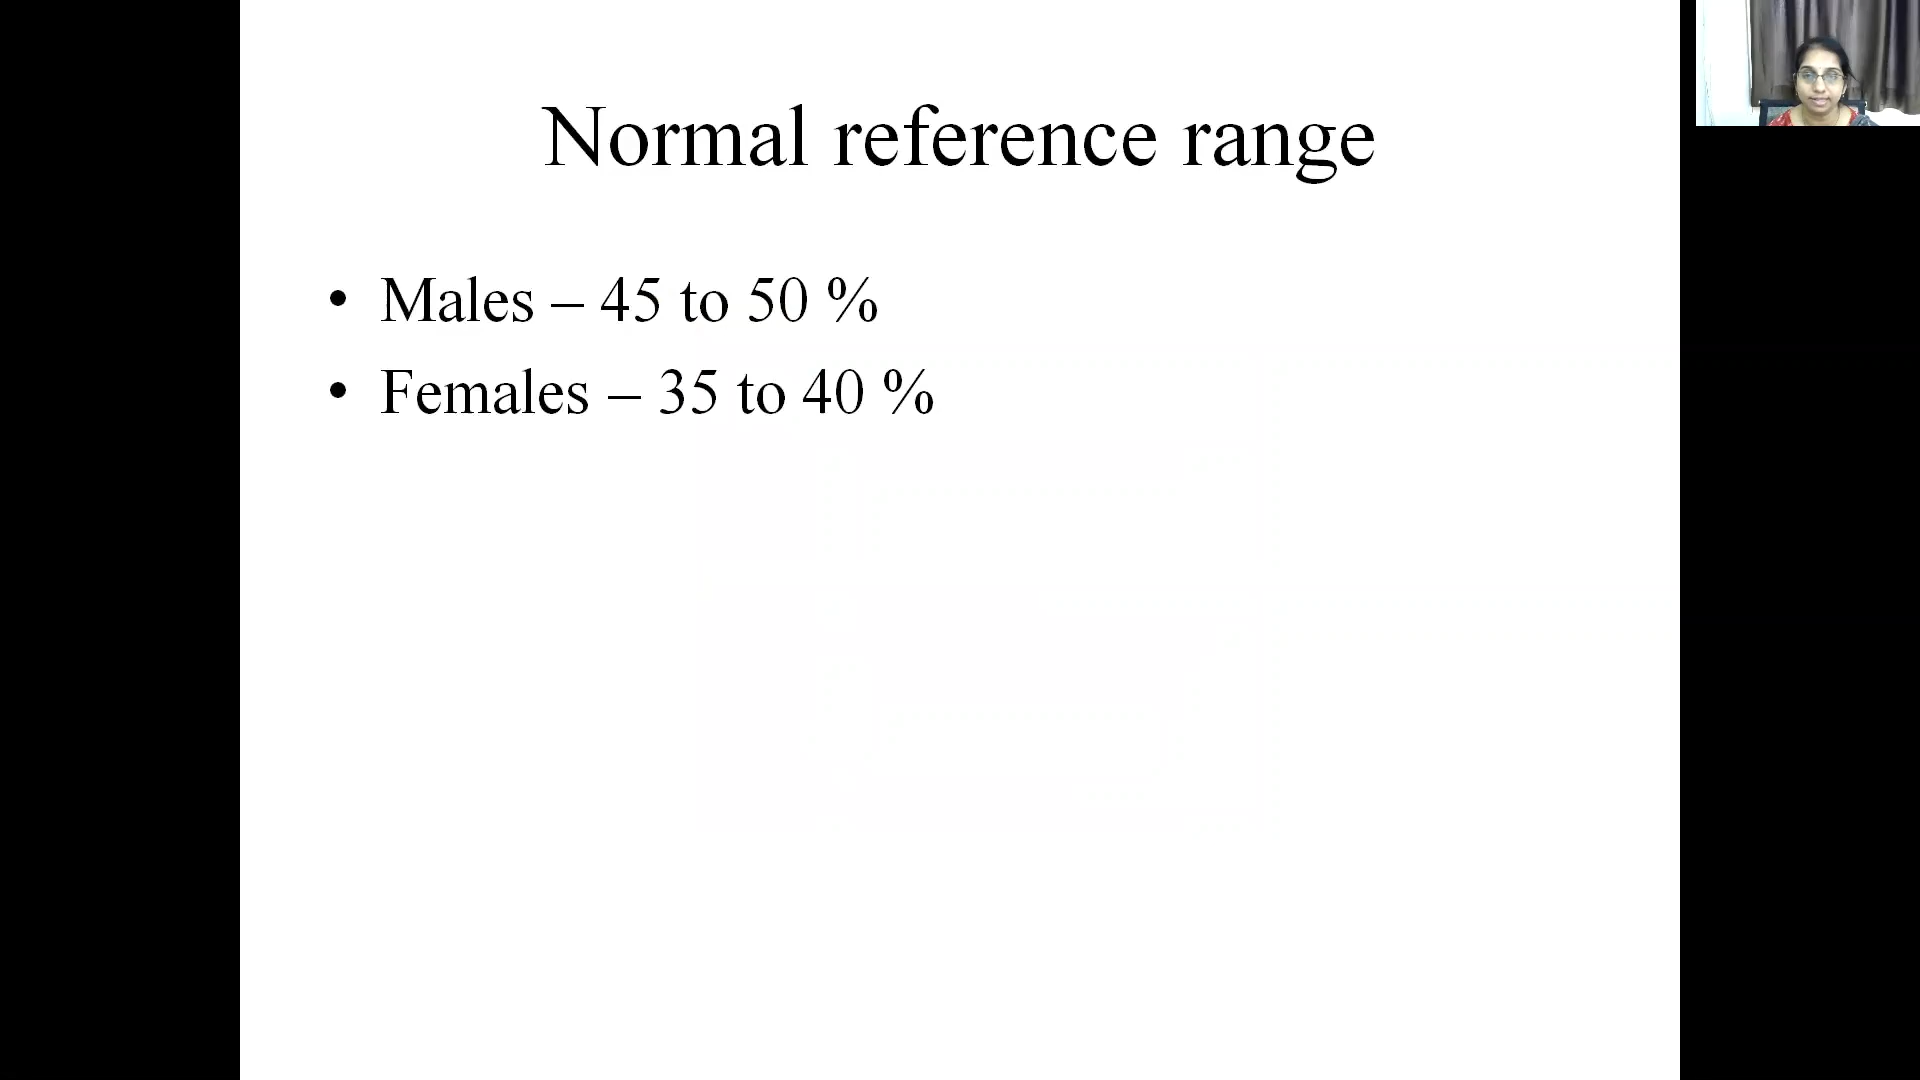 Normal reference range
• Males – 45 to 50 %
• Females – 35 to 40 %